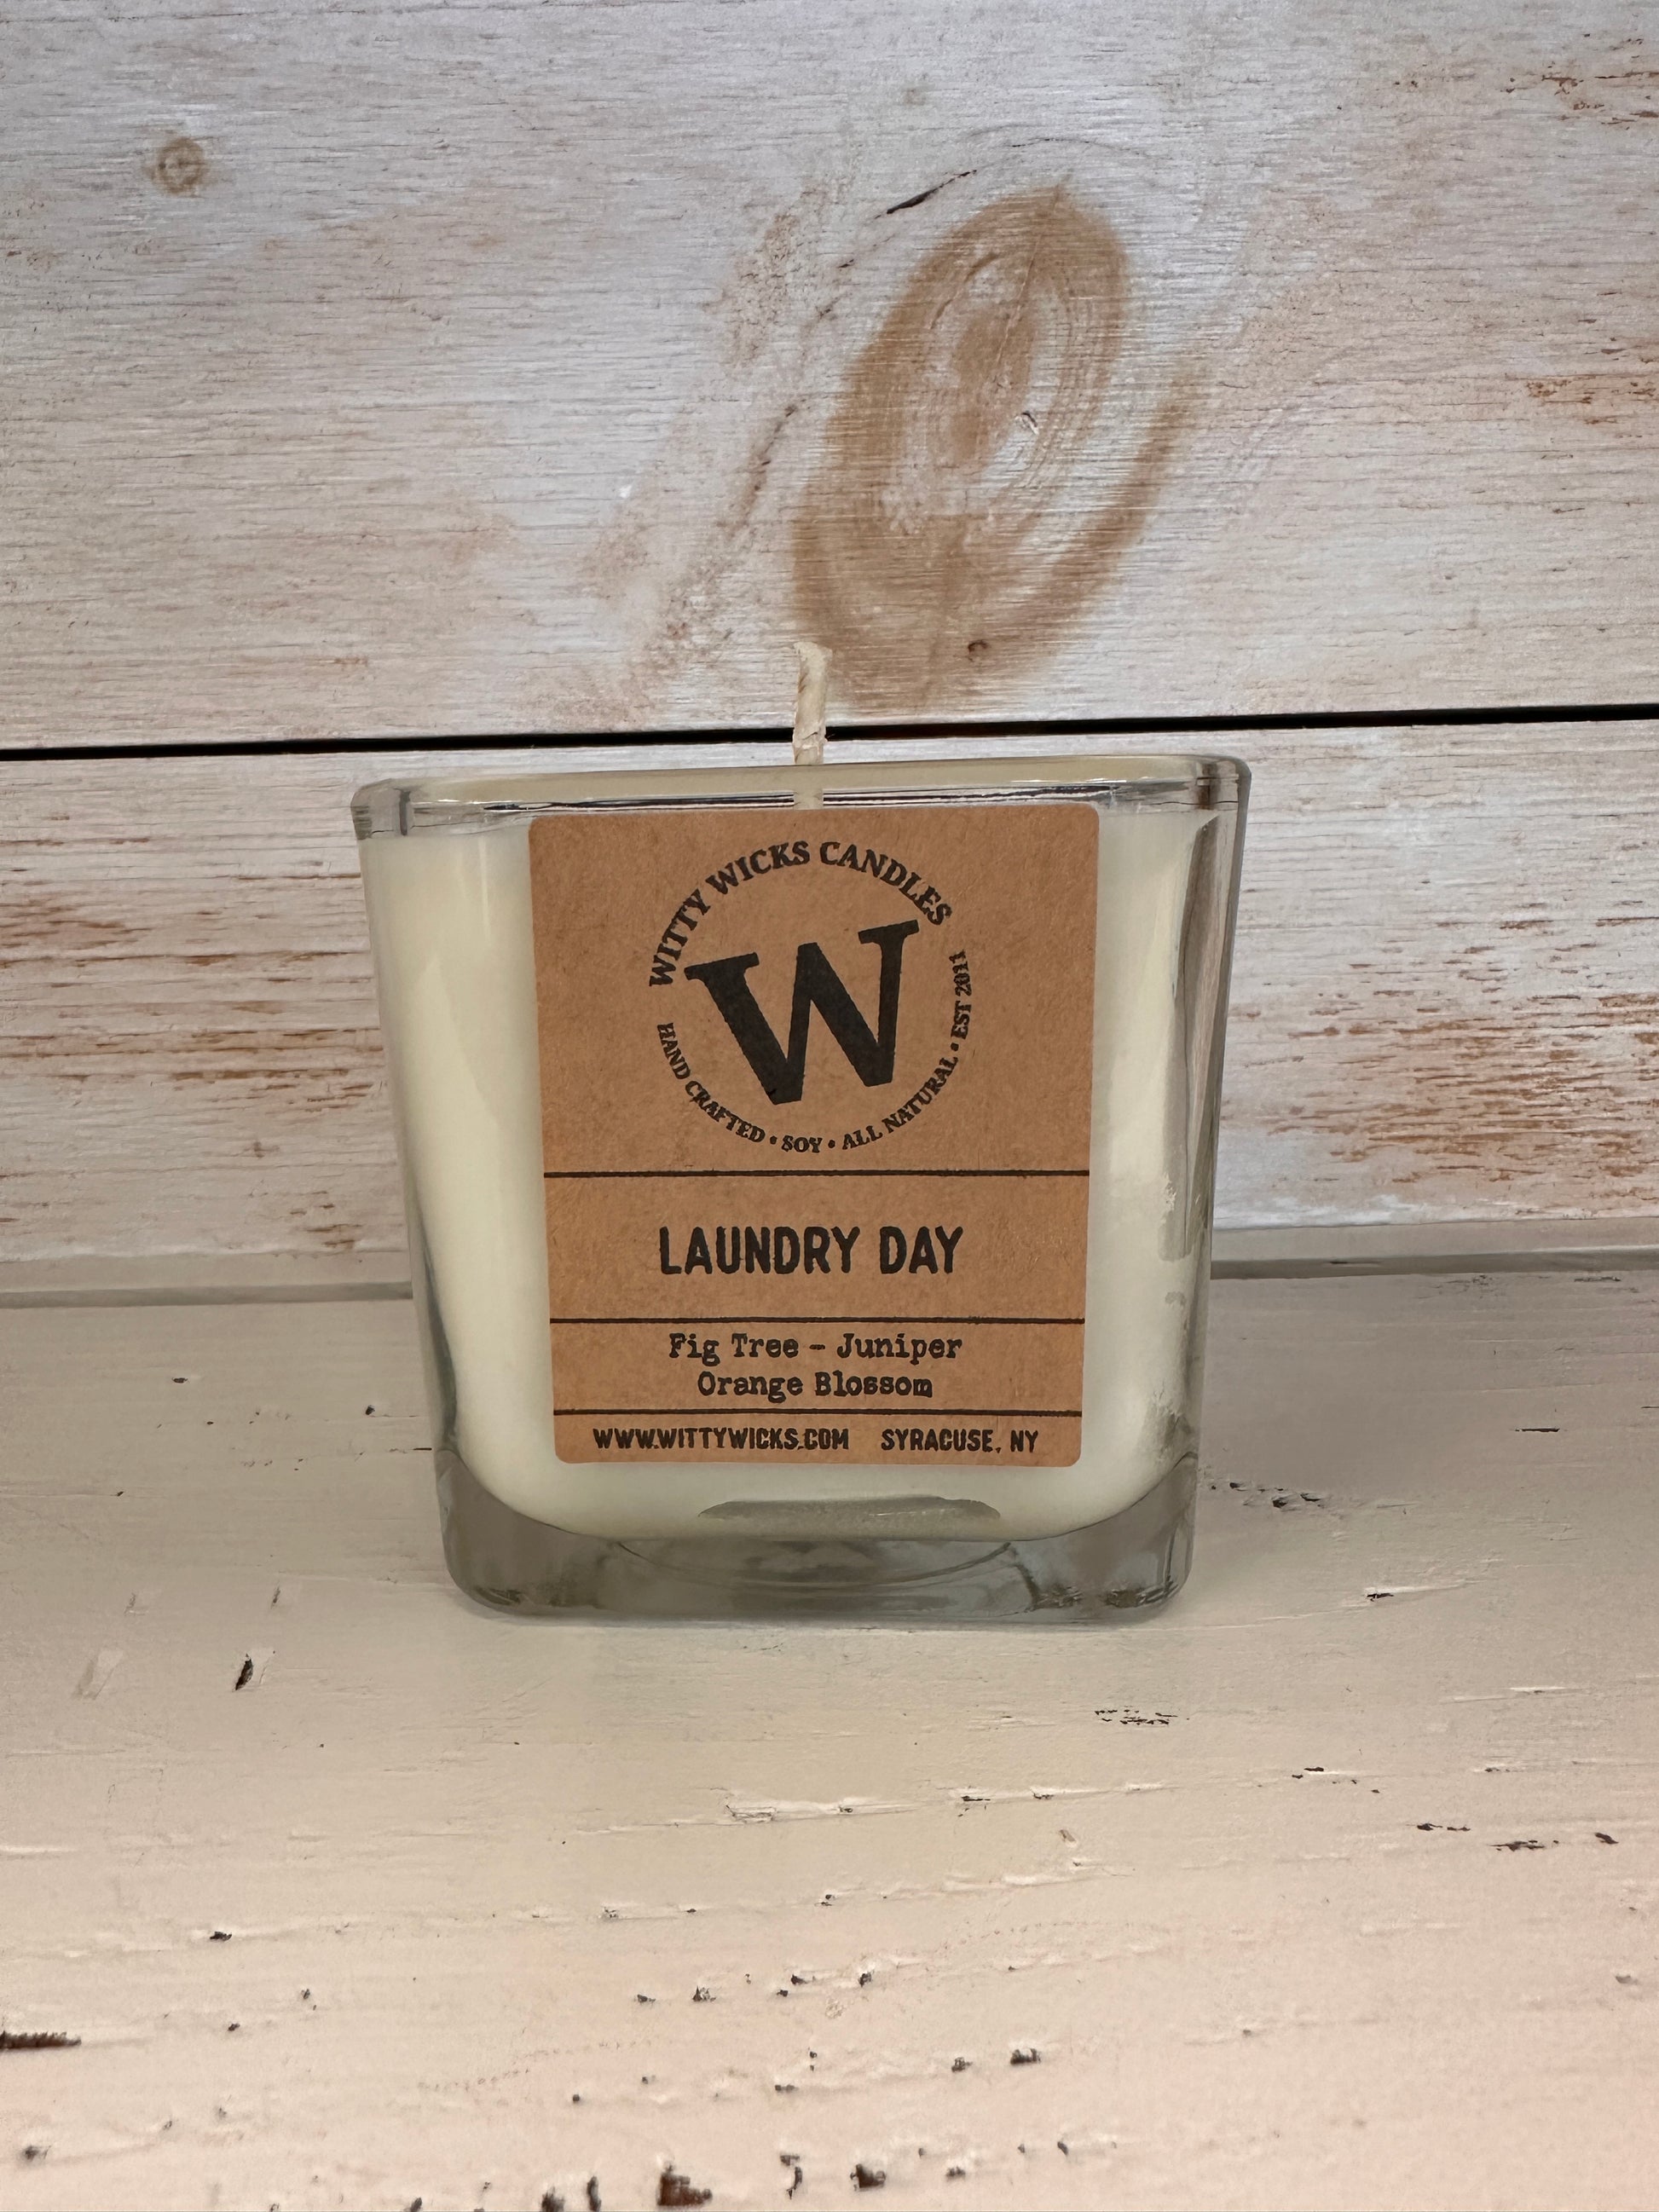 WITTY WICKS CANDLES
W
HAND CRAFTED • SOY • ALL NATURAL • EST 2011
LAUNDRY DAY
Fig Tree - Juniper
Orange Blossom
WWW.WITTYWICKS.COM SYRACUSE, NY